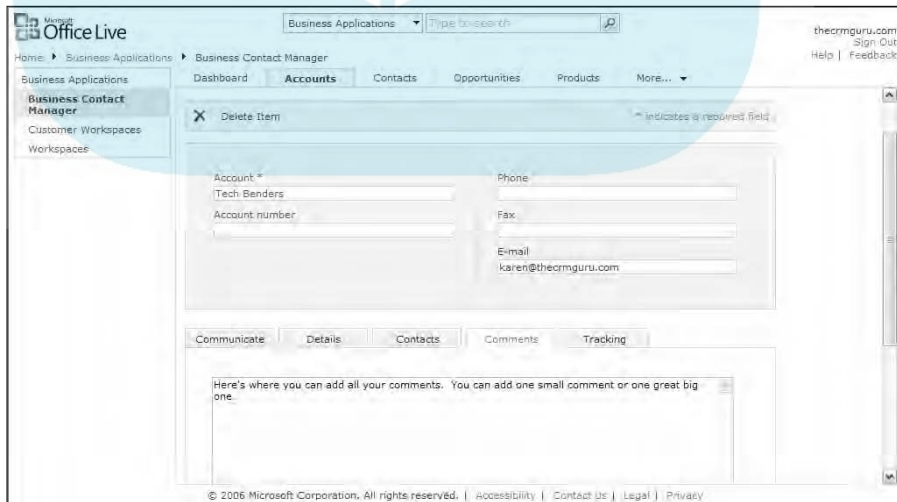 Microsoft
Office Live
Business Applications
Type to search
thecrmguru.com
Sign Out
Help | Feedback
Home ▶ Business Applications ▶ Business Contact Manager
Business Applications
Business Contact Manager
Customer Workspaces
Workspaces
Dashboard Accounts Contacts Opportunities Products More...
X Delete Item
* indicates a required field
Account *
Tech Benders
Account number
Phone
Fax
E-mail
karen@thecrmguru.com
Communicate Details Contacts Comments Tracking
Here's where you can add all your comments. You can add one small comment or one great big
one.
© 2006 Microsoft Corporation. All rights reserved. | Accessibility | Contact Us | Legal | Privacy